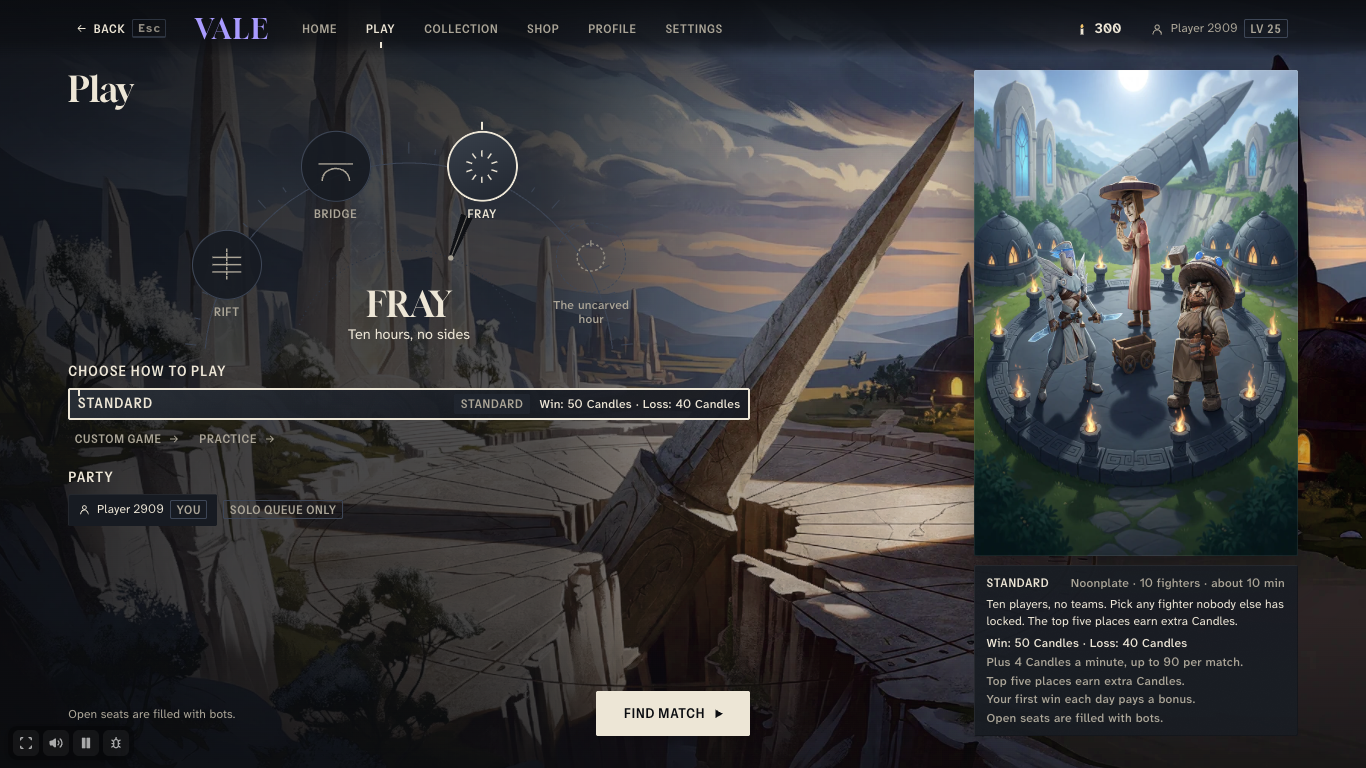 ← BACK Esc
VALE
HOME
PLAY
COLLECTION
SHOP
PROFILE
SETTINGS
300
Player 2909 LV 25
Play
BRIDGE
FRAY
RIFT
The uncarved
hour
FRAY
Ten hours, no sides
CHOOSE HOW TO PLAY
STANDARD STANDARD Win: 50 Candles · Loss: 40 Candles
CUSTOM GAME → PRACTICE →
PARTY
Player 2909 YOU SOLO QUEUE ONLY
Open seats are filled with bots.
FIND MATCH ▶
STANDARD Noonplate · 10 fighters · about 10 min
Ten players, no teams. Pick any fighter nobody else has
locked. The top five places earn extra Candles.
Win: 50 Candles · Loss: 40 Candles
Plus 4 Candles a minute, up to 90 per match.
Top five places earn extra Candles.
Your first win each day pays a bonus.
Open seats are filled with bots.